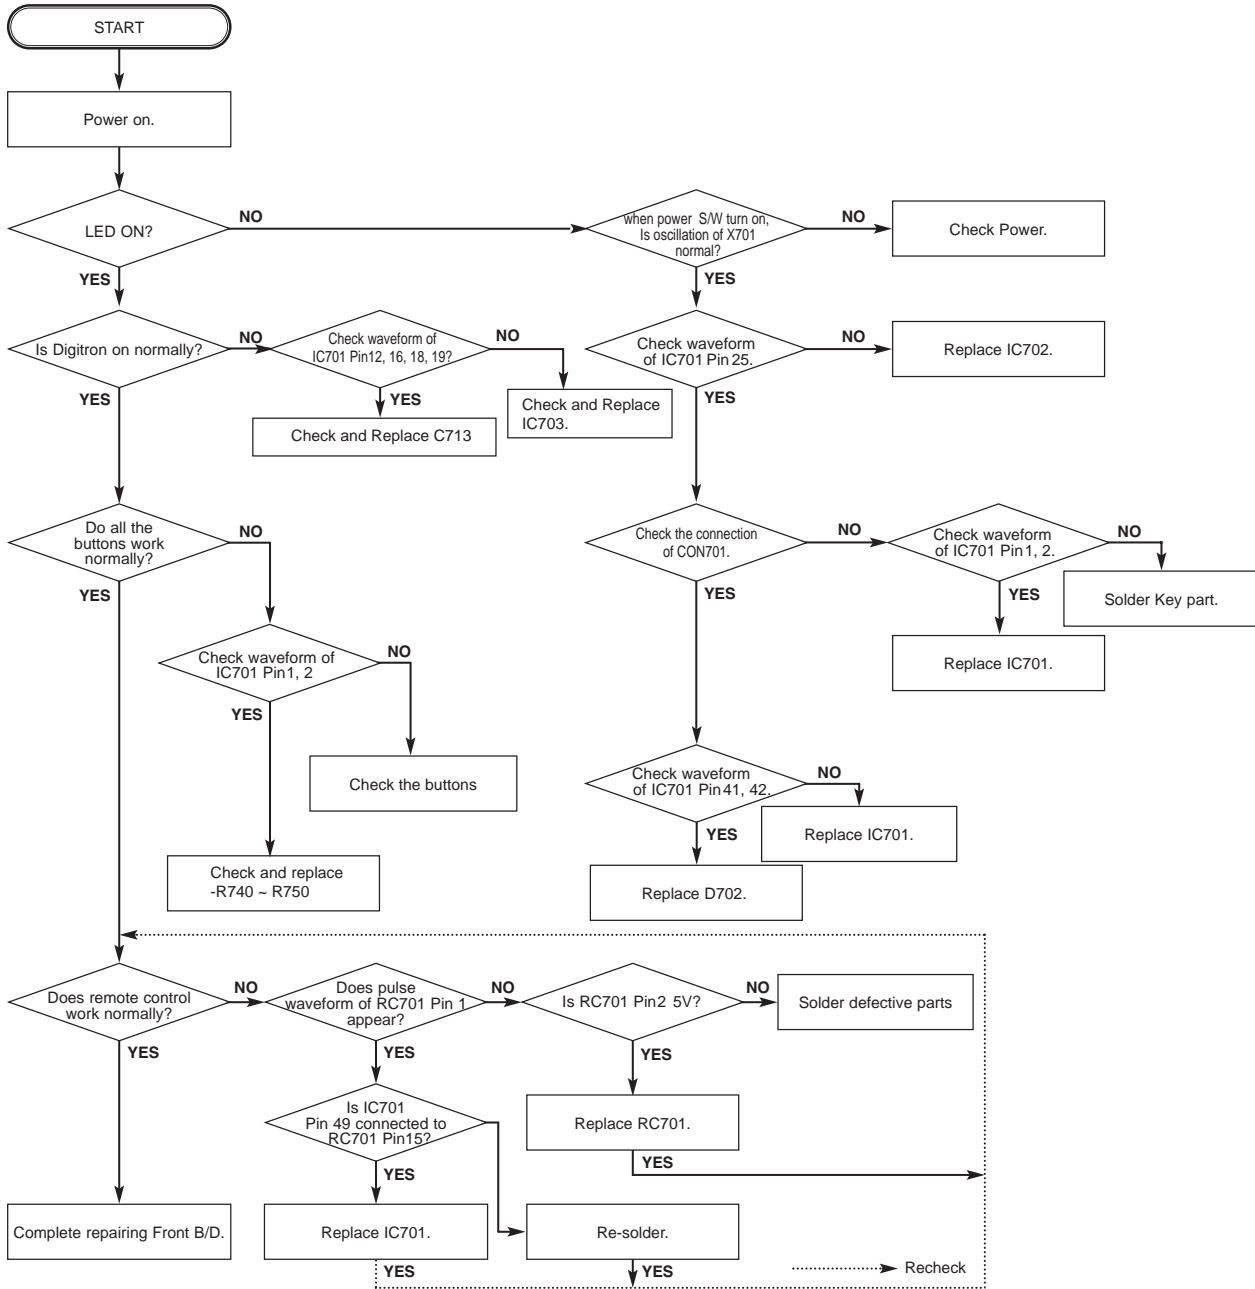 START
Power on.
LED ON?
NO
when power S/W turn on,
Is oscillation of X701
normal?
NO
Check Power.
YES
YES
Is Digitron on normally?
NO
Check waveform of
IC701 Pin12, 16, 18, 19?
NO
Check waveform
of IC701 Pin25.
NO
Replace IC702.
YES
YES
Check and Replace C713
Check and Replace
IC703.
YES
Do all the
buttons work
normally?
NO
Check the connection
of CON701.
NO
Check waveform
of IC701 Pin1, 2.
NO
YES
YES
YES
Solder Key part.
Replace IC701.
Check waveform of
IC701 Pin1, 2
NO
YES
Check the buttons
Check waveform
of IC701 Pin41, 42.
NO
YES
Replace IC701.
Check and replace
-R740 ~ R750
Replace D702.
Does remote control
work normally?
NO
Does pulse
waveform of RC701 Pin 1
appear?
NO
Is RC701 Pin2 5V?
NO
Solder defective parts
YES
YES
YES
Is IC701
Pin 49 connected to
RC701 Pin15?
Replace RC701.
YES
YES
Complete repairing Front B/D.
Replace IC701.
Re-solder.
YES
YES
Recheck